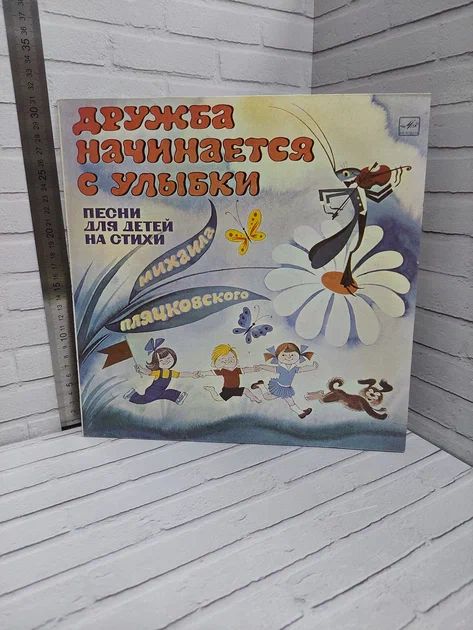 ДРУЖБА
НАЧИНАЕТСЯ
С УЛЫБКИ
ПЕСНИ
ДЛЯ ДЕТЕЙ
НА СТИХИ
МИХАИЛА
ПЛЯЦКОВСКОГО